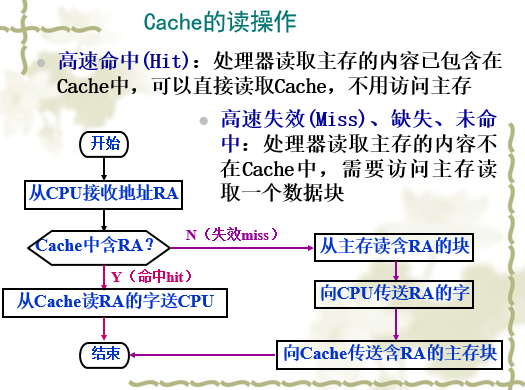 Cache的读操作
高速命中(Hit)：处理器读取主存的内容已包含在
Cache中，可以直接读取Cache，不用访问主存
高速失效(Miss)、缺失、未命
中：处理器读取主存的内容不
在Cache中，需要访问主存读
取一个数据块
开始
从CPU接收地址RA
Cache中含RA？
N（失效miss）
从主存读含RA的块
Y（命中hit）
从Cache读RA的字送CPU
向CPU传送RA的字
结束
向Cache传送含RA的主存块